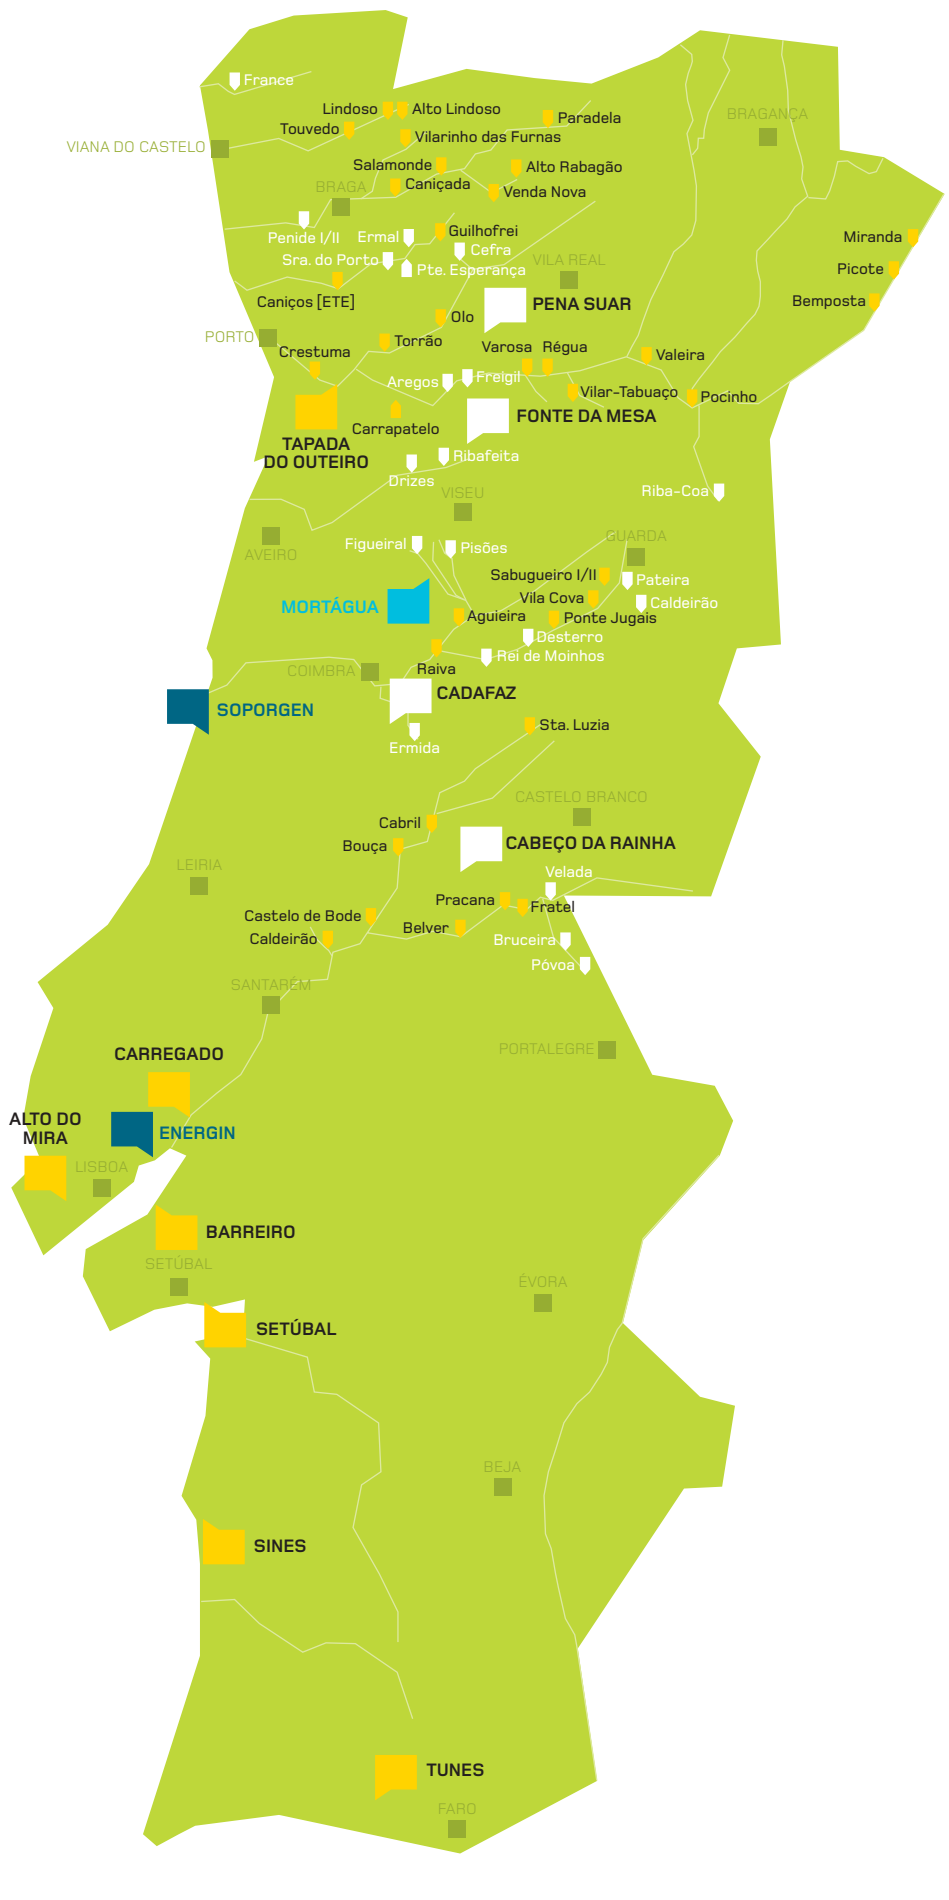 France
Lindoso
Alto Lindoso
BRAGANÇA
Paradela
Touvedo
Vilarinho das Furnas
VIANA DO CASTELO
Salamonde
Alto Rabagão
BRAGA
Caniçada
Venda Nova
Guilhofrei
Penide I/II
Ermal
Miranda
Cefra
Sra. do Porto
VILA REAL
Pte. Esperança
Picote
Caniços [ETE]
PENA SUAR
Bemposta
Olo
PORTO
Torrão
Crestuma
Varosa
Régua
Valeira
Freigil
Aregos
Vilar-Tabuaço
Pocinho
FONTE DA MESA
Carrapatelo
TAPADA
DO OUTEIRO
Ribafeita
Drizes
Riba-Coa
VISEU
GUARDA
Figueiral
Pisões
AVEIRO
Sabugueiro I/II
Pateira
Vila Cova
Caldeirão
MORTÁGUA
Aguieira
Ponte Jugais
Desterro
Rei de Moinhos
Raiva
COIMBRA
CADAFAZ
SOPORGEN
Sta. Luzia
Ermida
CASTELO BRANCO
Cabril
CABEÇO DA RAINHA
Bouça
LEIRIA
Velada
Pracana
Fratel
Castelo de Bode
Belver
Caldeirão
Bruceira
Póvoa
SANTARÉM
PORTALEGRE
CARREGADO
ALTO DO
MIRA
ENERGIN
LISBOA
BARREIRO
SETÚBAL
ÉVORA
SETÚBAL
BEJA
SINES
TUNES
FARO